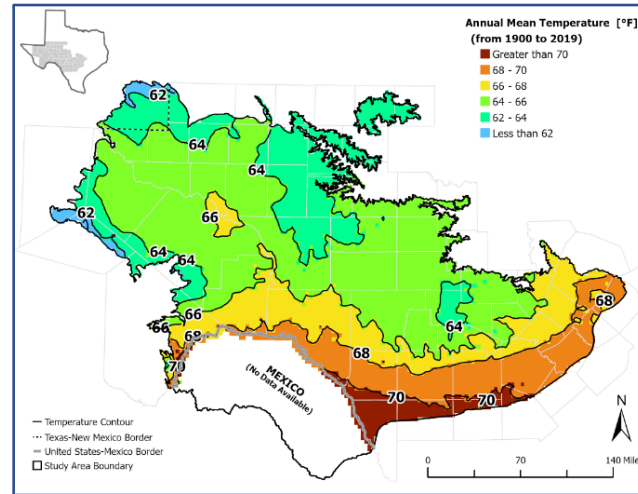 Annual Mean Temperature [°F]
(from 1900 to 2019)
Greater than 70
68 - 70
66 - 68
64 - 66
62 - 64
Less than 62
62
64
64
66
62
64
64
66
66
68
70
68
64
68
70
70
MEXICO
(No Data Available)
Temperature Contour
Texas-New Mexico Border
United States-Mexico Border
Study Area Boundary
N
0 70 140 Mile